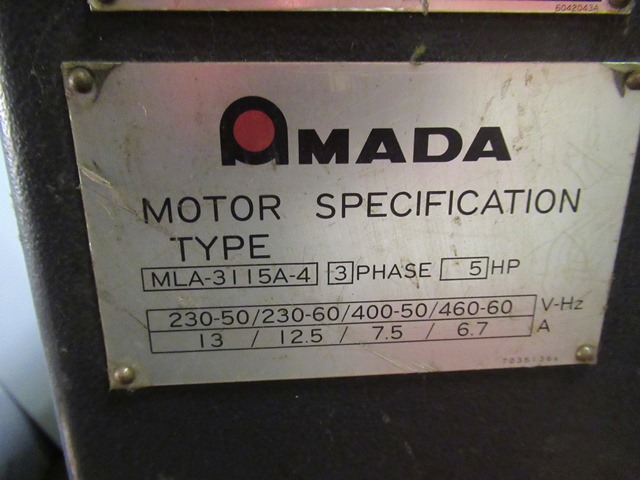 6042043A
AMADA
MOTOR SPECIFICATION
TYPE
MLA-3115A-4 3 PHASE 5 HP
230-50/230-60/400-50/460-60 V-Hz
13 / 12.5 / 7.5 / 6.7 A